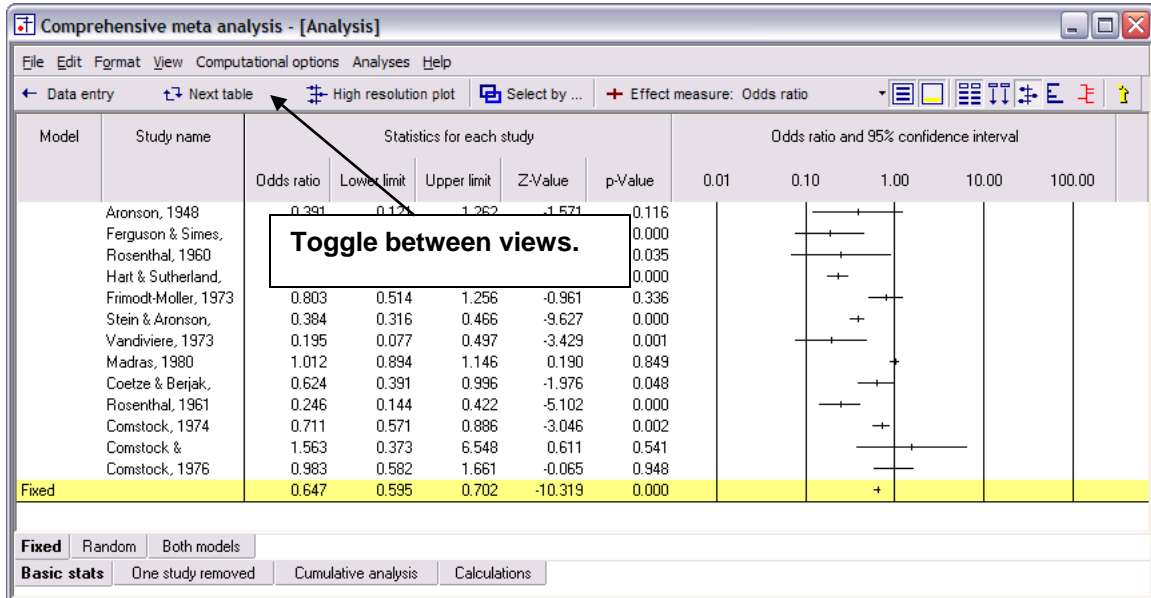 Comprehensive meta analysis - [Analysis]
File Edit Format View Computational options Analyses Help
Data entry Next table High resolution plot Select by ... Effect measure: Odds ratio
Model Study name Statistics for each study Odds ratio and 95% confidence interval
Odds ratio Lower limit Upper limit Z-Value p-Value 0.01 0.10 1.00 10.00 100.00
Aronson, 1948 0.391 0.121 1.262 -1.571 0.116
Ferguson & Simes, 0.000
Toggle between views.
Rosenthal, 1960 0.035
Hart & Sutherland, 0.000
Frimodt-Moller, 1973 0.803 0.514 1.256 -0.961 0.336
Stein & Aronson, 0.384 0.316 0.466 -9.627 0.000
Vandiviere, 1973 0.195 0.077 0.497 -3.429 0.001
Madras, 1980 1.012 0.894 1.146 0.190 0.849
Coetze & Berjak, 0.624 0.391 0.996 -1.976 0.048
Rosenthal, 1961 0.246 0.144 0.422 -5.102 0.000
Comstock, 1974 0.711 0.571 0.886 -3.046 0.002
Comstock & 1.563 0.373 6.548 0.611 0.541
Comstock, 1976 0.983 0.582 1.661 -0.065 0.948
Fixed 0.647 0.595 0.702 -10.319 0.000
Fixed Random Both models
Basic stats One study removed Cumulative analysis Calculations